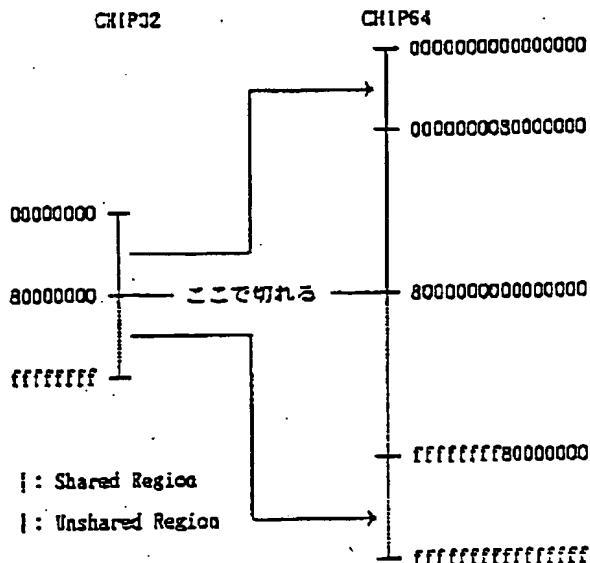 CHIP32
CHIP64
0000000000000000
0000000080000000
00000000
80000000
ここで切れる
8000000000000000
ffffffff
ffffffff80000000
|: Shared Region
|: Unshared Region
ffffffffffffffff